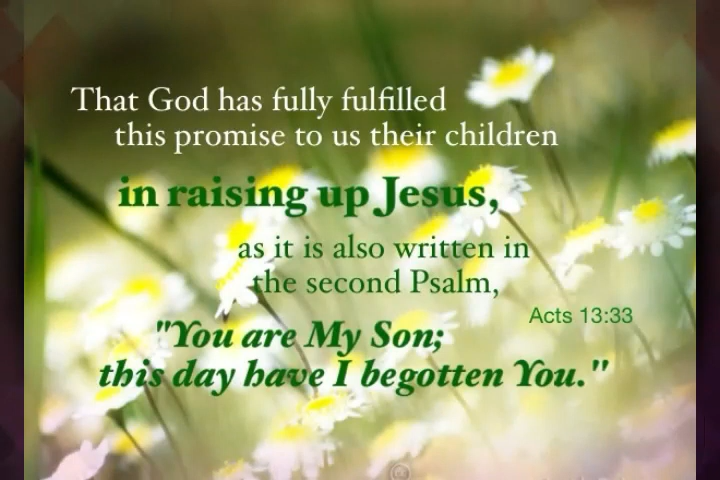 That God has fully fulfilled
this promise to us their children
in raising up Jesus,
as it is also written in
the second Psalm,
Acts 13:33
"You are My Son;
this day have I begotten You."